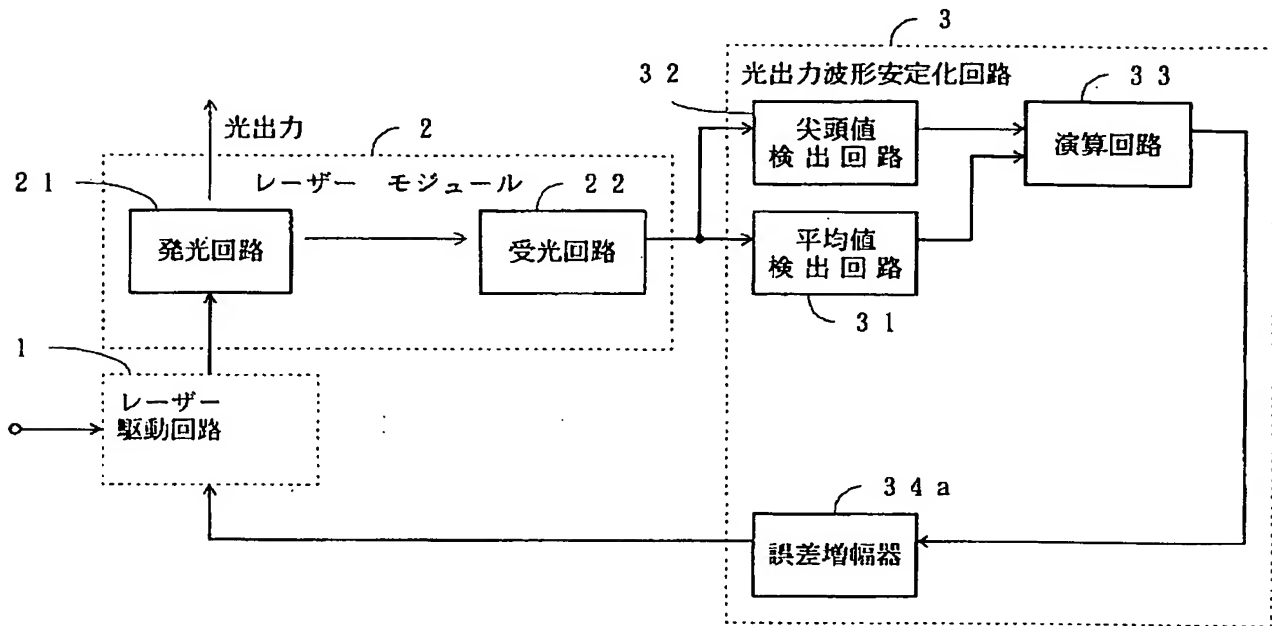 3
光出力波形安定化回路
3 2
尖頭値
検 出 回 路
3 3
演算回路
光出力
2
レーザー モジュール
2 1
発光回路
2 2
受光回路
平均値
検 出 回 路
3 1
1
レーザー
駆動回路
3 4 a
誤差増幅器